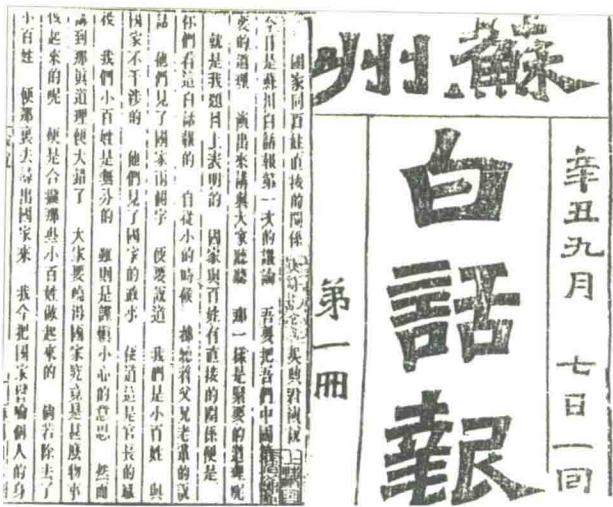 蘇州
辛丑九月 七日一回
白話報
第一冊
國家同百姓直接的關係
今日是蘇州白話報第一次的議論 吾要把吾們中國
要的道理 演出來講與大家聽聽 那一樣是緊要的道理呢
就是我題目上表明的 國家與百姓有直接的關係便是
你們看這白話報的 自從小的時候 聽着父兄老輩的說
話 他們見了國家兩個字 便要說道 我們是小百姓 與
國家不干涉的 他們見了國家的政事 便道這是官長的
我們小百姓是無分的 雖則是謹慎小心的意思 然而
講到那眞道理便大錯了 大家要曉得國家究竟是甚麽物事
起來的呢 便是合攏那些小百姓做起來的 倘若除去了
小百姓 便那裏去尋出國家來 我今把國家譬喻個人的身